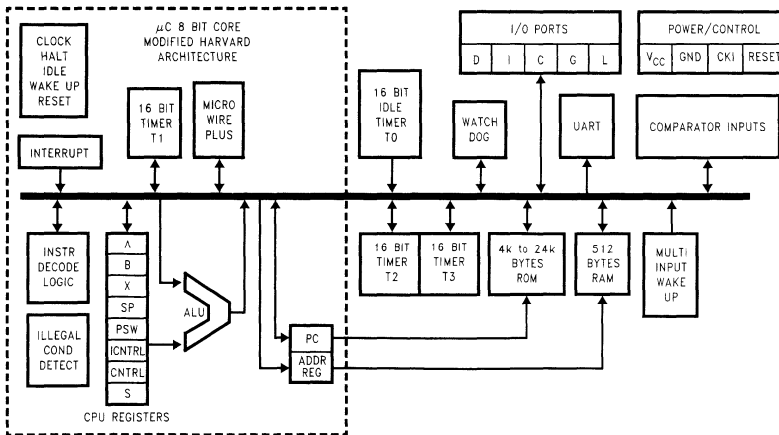 CLOCK
HALT
IDLE
WAKE UP
RESET
μC 8 BIT CORE
MODIFIED HARVARD
ARCHITECTURE
I/O PORTS
D I C G L
POWER/CONTROL
VCC GND CKI RESET
INTERRUPT
16 BIT
TIMER
T1
MICRO
WIRE
PLUS
16 BIT
IDLE
TIMER
T0
WATCH
DOG
UART
COMPARATOR INPUTS
INSTR
DECODE
LOGIC
ILLEGAL
COND
DETECT
A
B
X
SP
PSW
ICNTRL
CNTRL
S
CPU REGISTERS
ALU
PC
ADDR
REG
16 BIT
TIMER
T2
16 BIT
TIMER
T3
4k to 24k
BYTES
ROM
512
BYTES
RAM
MULTI
INPUT
WAKE
UP